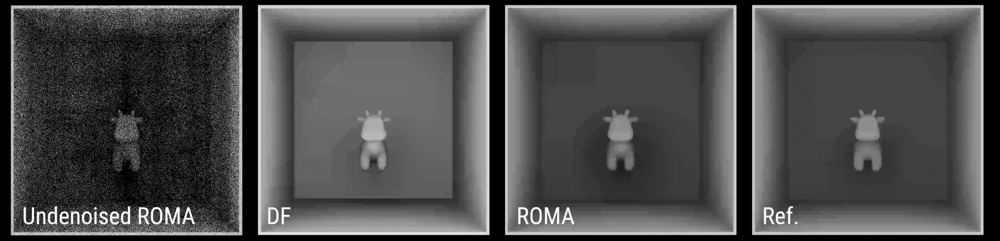 Undenoised ROMA
DF
ROMA
Ref.